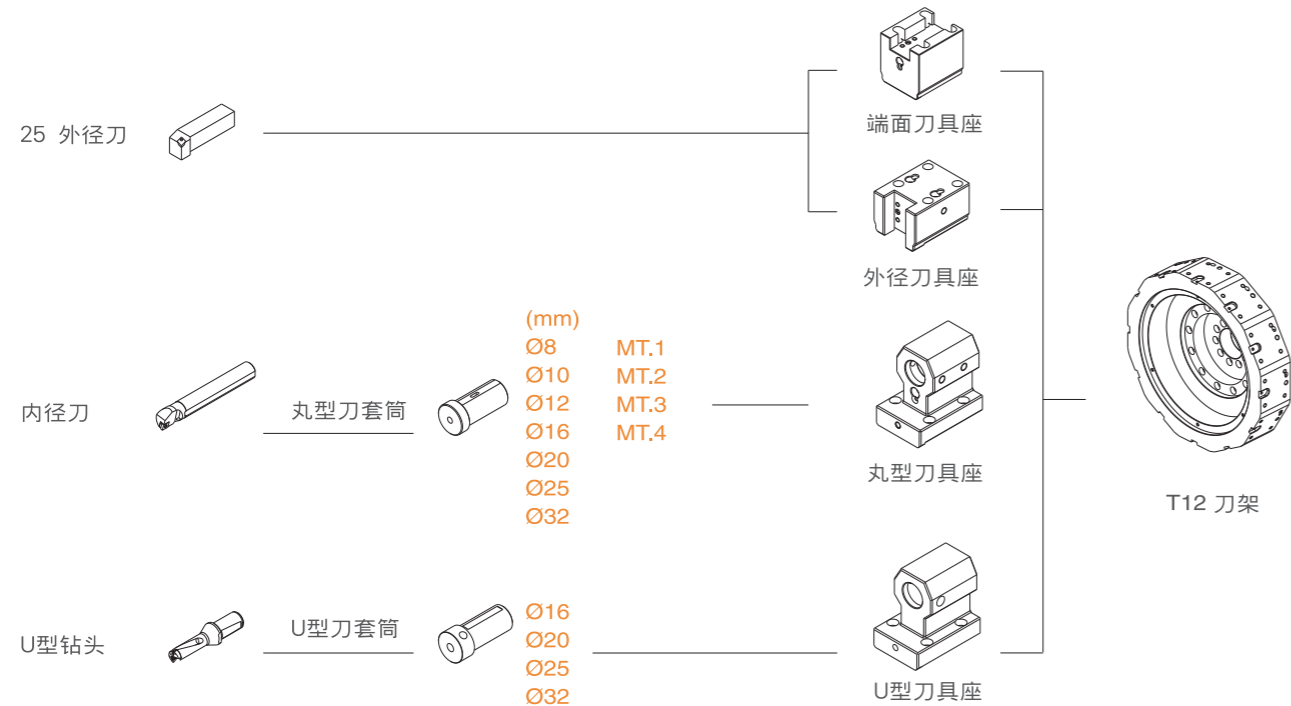 25 外径刀
端面刀具座
外径刀具座
内径刀
丸型刀套筒
(mm)
Ø8 MT.1
Ø10 MT.2
Ø12 MT.3
Ø16 MT.4
Ø20
Ø25
Ø32
丸型刀具座
T12 刀架
U型钻头
U型刀套筒
Ø16
Ø20
Ø25
Ø32
U型刀具座